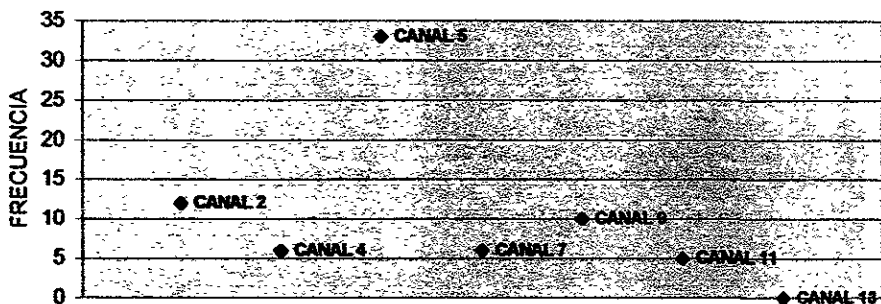 FRECUENCIA
35
30
25
20
15
10
5
0
CANAL 5
CANAL 2
CANAL 4
CANAL 7
CANAL 9
CANAL 11
CANAL 13